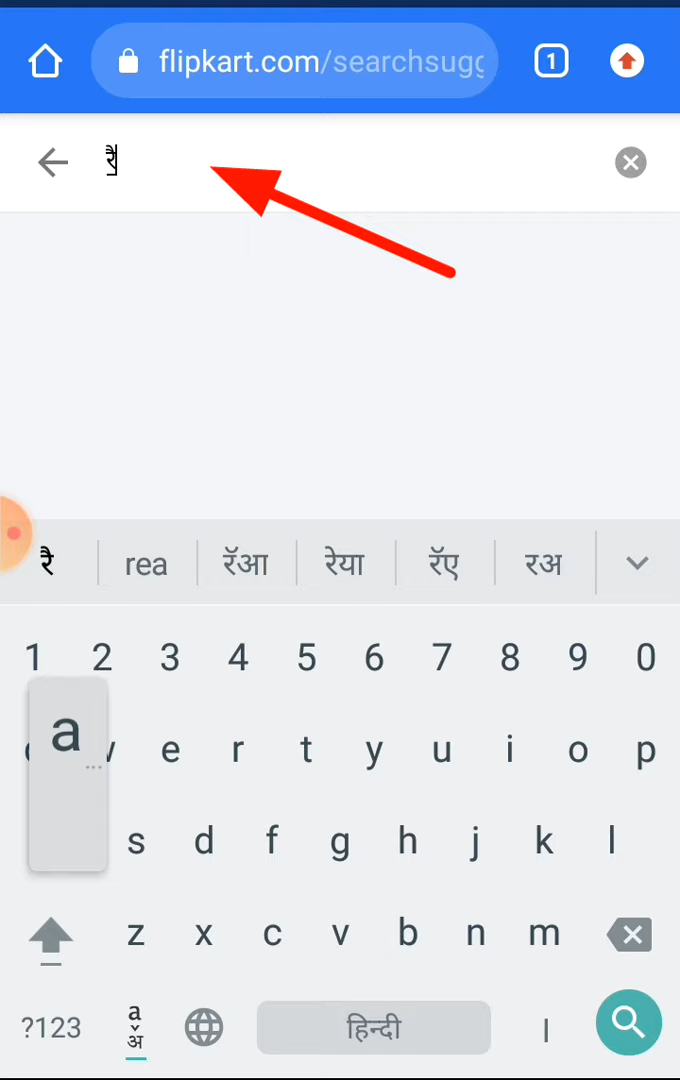 1
flipkart.com/searchsugg
रै
रै rea रॅआ रेया रॅए रअ
1 2 3 4 5 6 7 8 9 0
a
e r t y u i o p
s d f g h j k l
z x c v b n m
?123 a अ हिन्दी |